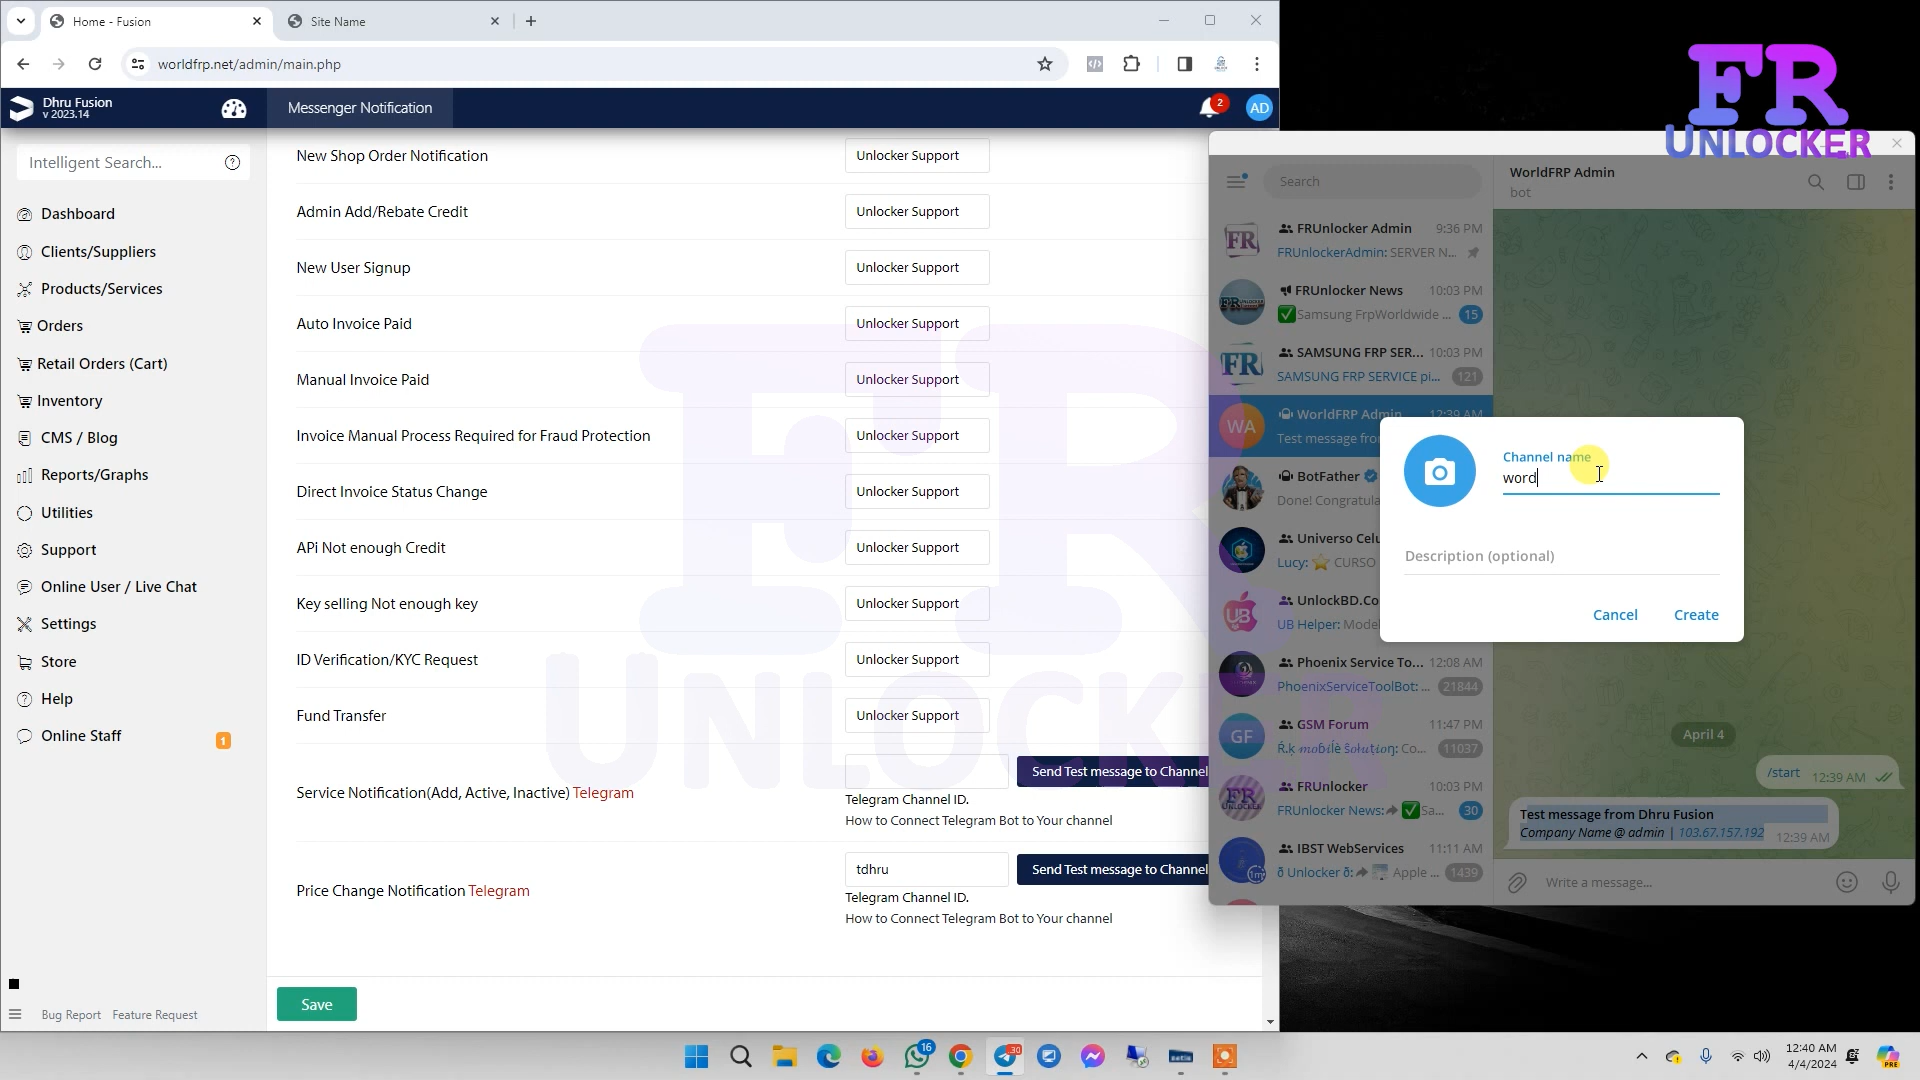 Home - Fusion
Site Name
worldfrp.net/admin/main.php
Dhru Fusion
v 2023.14
Messenger Notification
2
AD
Intelligent Search...
Dashboard
Clients/Suppliers
Products/Services
Orders
Retail Orders (Cart)
Inventory
CMS / Blog
Reports/Graphs
Utilities
Support
Online User / Live Chat
Settings
Store
Help
Online Staff
1
Bug Report
Feature Request
New Shop Order Notification
Unlocker Support
Admin Add/Rebate Credit
Unlocker Support
New User Signup
Unlocker Support
Auto Invoice Paid
Unlocker Support
Manual Invoice Paid
Unlocker Support
Invoice Manual Process Required for Fraud Protection
Unlocker Support
Direct Invoice Status Change
Unlocker Support
APi Not enough Credit
Unlocker Support
Key selling Not enough key
Unlocker Support
ID Verification/KYC Request
Unlocker Support
Fund Transfer
Unlocker Support
Service Notification(Add, Active, Inactive) Telegram
Send Test message to Channel
Telegram Channel ID.
How to Connect Telegram Bot to Your channel
Price Change Notification Telegram
tdhru
Send Test message to Channel
Telegram Channel ID.
How to Connect Telegram Bot to Your channel
Save
FR
UNLOCKER
FR
UNLOCKER
Search
FRUnlocker Admin 9:36 PM
FRUnlockerAdmin: SERVER N...
FRUnlocker News 10:03 PM
Samsung FrpWorldwide ... 15
SAMSUNG FRP SER... 10:03 PM
SAMSUNG FRP SERVICE pi... 121
WA
WorldFRP Admin 12:39 AM
Test message fro
BotFather
Done! Congratula
Universo Celu
Lucy: CURSO
UB
UnlockBD.Co
UB Helper: Model
Phoenix Service To... 12:08 AM
PhoenixServiceToolBot: ... 21844
GF
GSM Forum 11:47 PM
Co... 11037
FRUnlocker 10:03 PM
FRUnlocker News: Sa... 30
IBST WebServices 11:11 AM
ð Unlocker ð: Apple ... 1439
WorldFRP Admin
bot
April 4
/start 12:39 AM
Test message from Dhru Fusion
Company Name @ admin | 103.67.157.192 12:39 AM
Write a message...
Channel name
word
Description (optional)
Cancel
Create
16
30
12:40 AM
4/4/2024
PRE